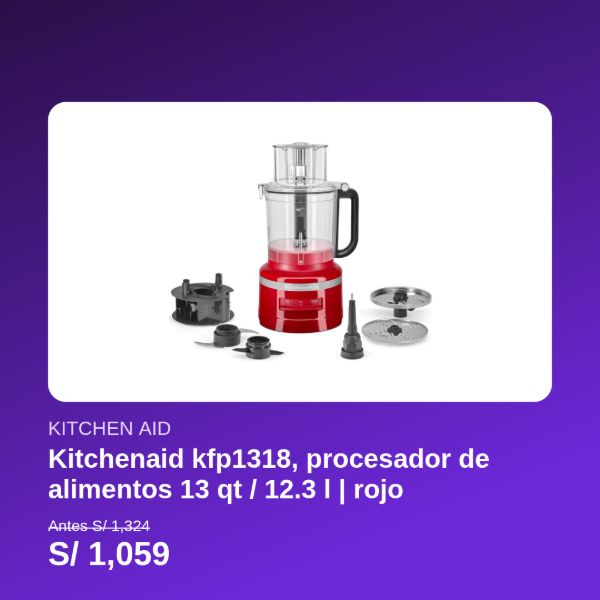 KITCHEN AID
Kitchenaid kfp1318, procesador de
alimentos 13 qt / 12.3 l | rojo
Antes S/ 1,324
S/ 1,059